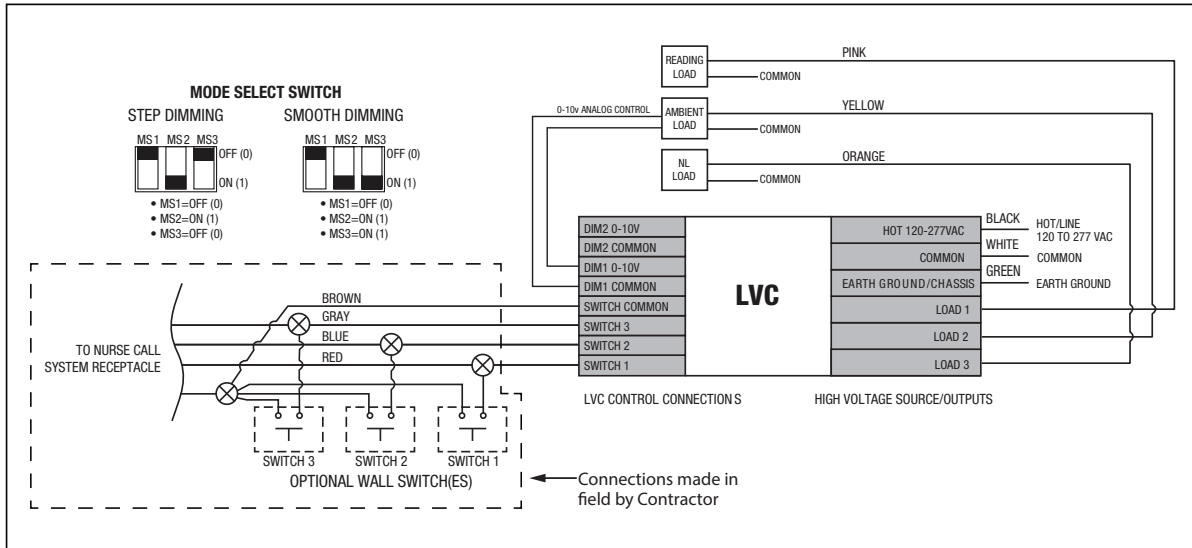 MODE SELECT SWITCH
STEP DIMMING
MS1 MS2 MS3
OFF (0)
ON (1)
• MS1=OFF (0)
• MS2=ON (1)
• MS3=OFF (0)
SMOOTH DIMMING
MS1 MS2 MS3
OFF (0)
ON (1)
• MS1=OFF (0)
• MS2=ON (1)
• MS3=ON (1)
READING
LOAD
PINK
COMMON
0-10v ANALOG CONTROL
AMBIENT
LOAD
YELLOW
COMMON
NL
LOAD
ORANGE
COMMON
DIM2 0-10V
DIM2 COMMON
DIM1 0-10V
DIM1 COMMON
SWITCH COMMON
SWITCH 3
SWITCH 2
SWITCH 1
LVC
HOT 120-277VAC
COMMON
EARTH GROUND/CHASSIS
LOAD 1
LOAD 2
LOAD 3
BLACK
HOT/LINE
120 TO 277 VAC
WHITE
COMMON
GREEN
EARTH GROUND
LVC CONTROL CONNECTIONS
HIGH VOLTAGE SOURCE/OUTPUTS
BROWN
GRAY
BLUE
RED
TO NURSE CALL
SYSTEM RECEPTACLE
SWITCH 3
SWITCH 2
SWITCH 1
OPTIONAL WALL SWITCH(ES)
Connections made in
field by Contractor